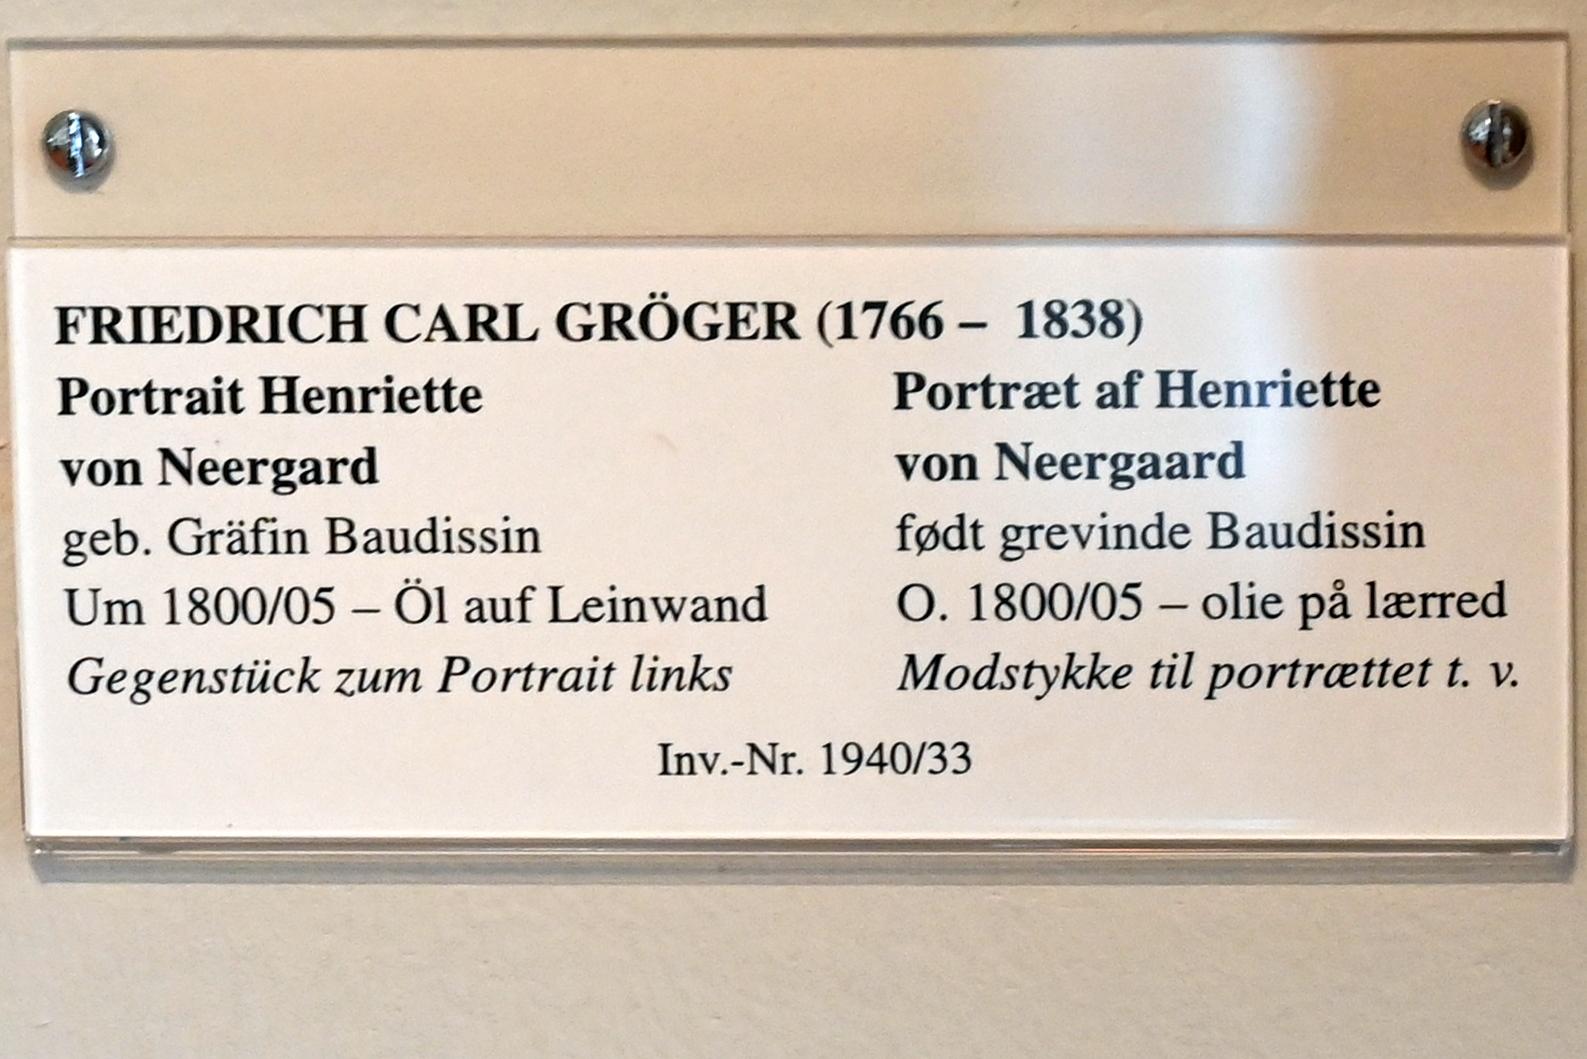 FRIEDRICH CARL GRÖGER (1766 – 1838)
Portrait Henriette
von Neergard
geb. Gräfin Baudissin
Um 1800/05 – Öl auf Leinwand
Gegenstück zum Portrait links
Portræt af Henriette
von Neergaard
født grevinde Baudissin
O. 1800/05 – olie på lærred
Modstykke til portrættet t. v.
Inv.-Nr. 1940/33